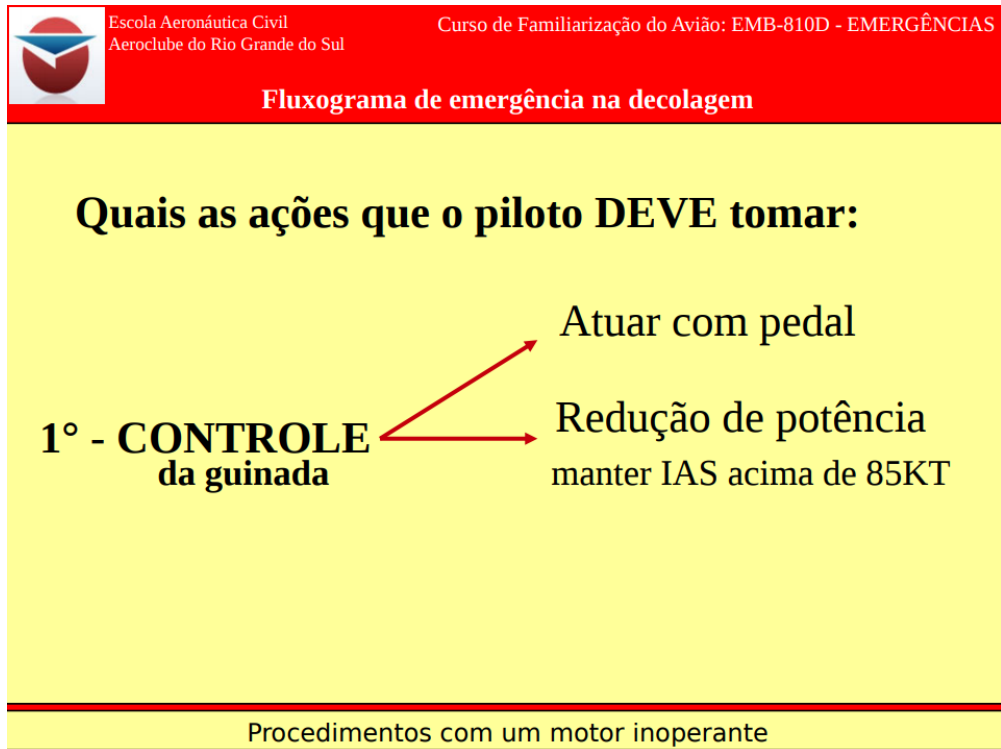 Escola Aeronáutica Civil
Aeroclube do Rio Grande do Sul
Curso de Familiarização do Avião: EMB-810D - EMERGÊNCIAS
Fluxograma de emergência na decolagem
Quais as ações que o piloto DEVE tomar:
1° - CONTROLE
da guinada
Atuar com pedal
Redução de potência
manter IAS acima de 85KT
Procedimentos com um motor inoperante